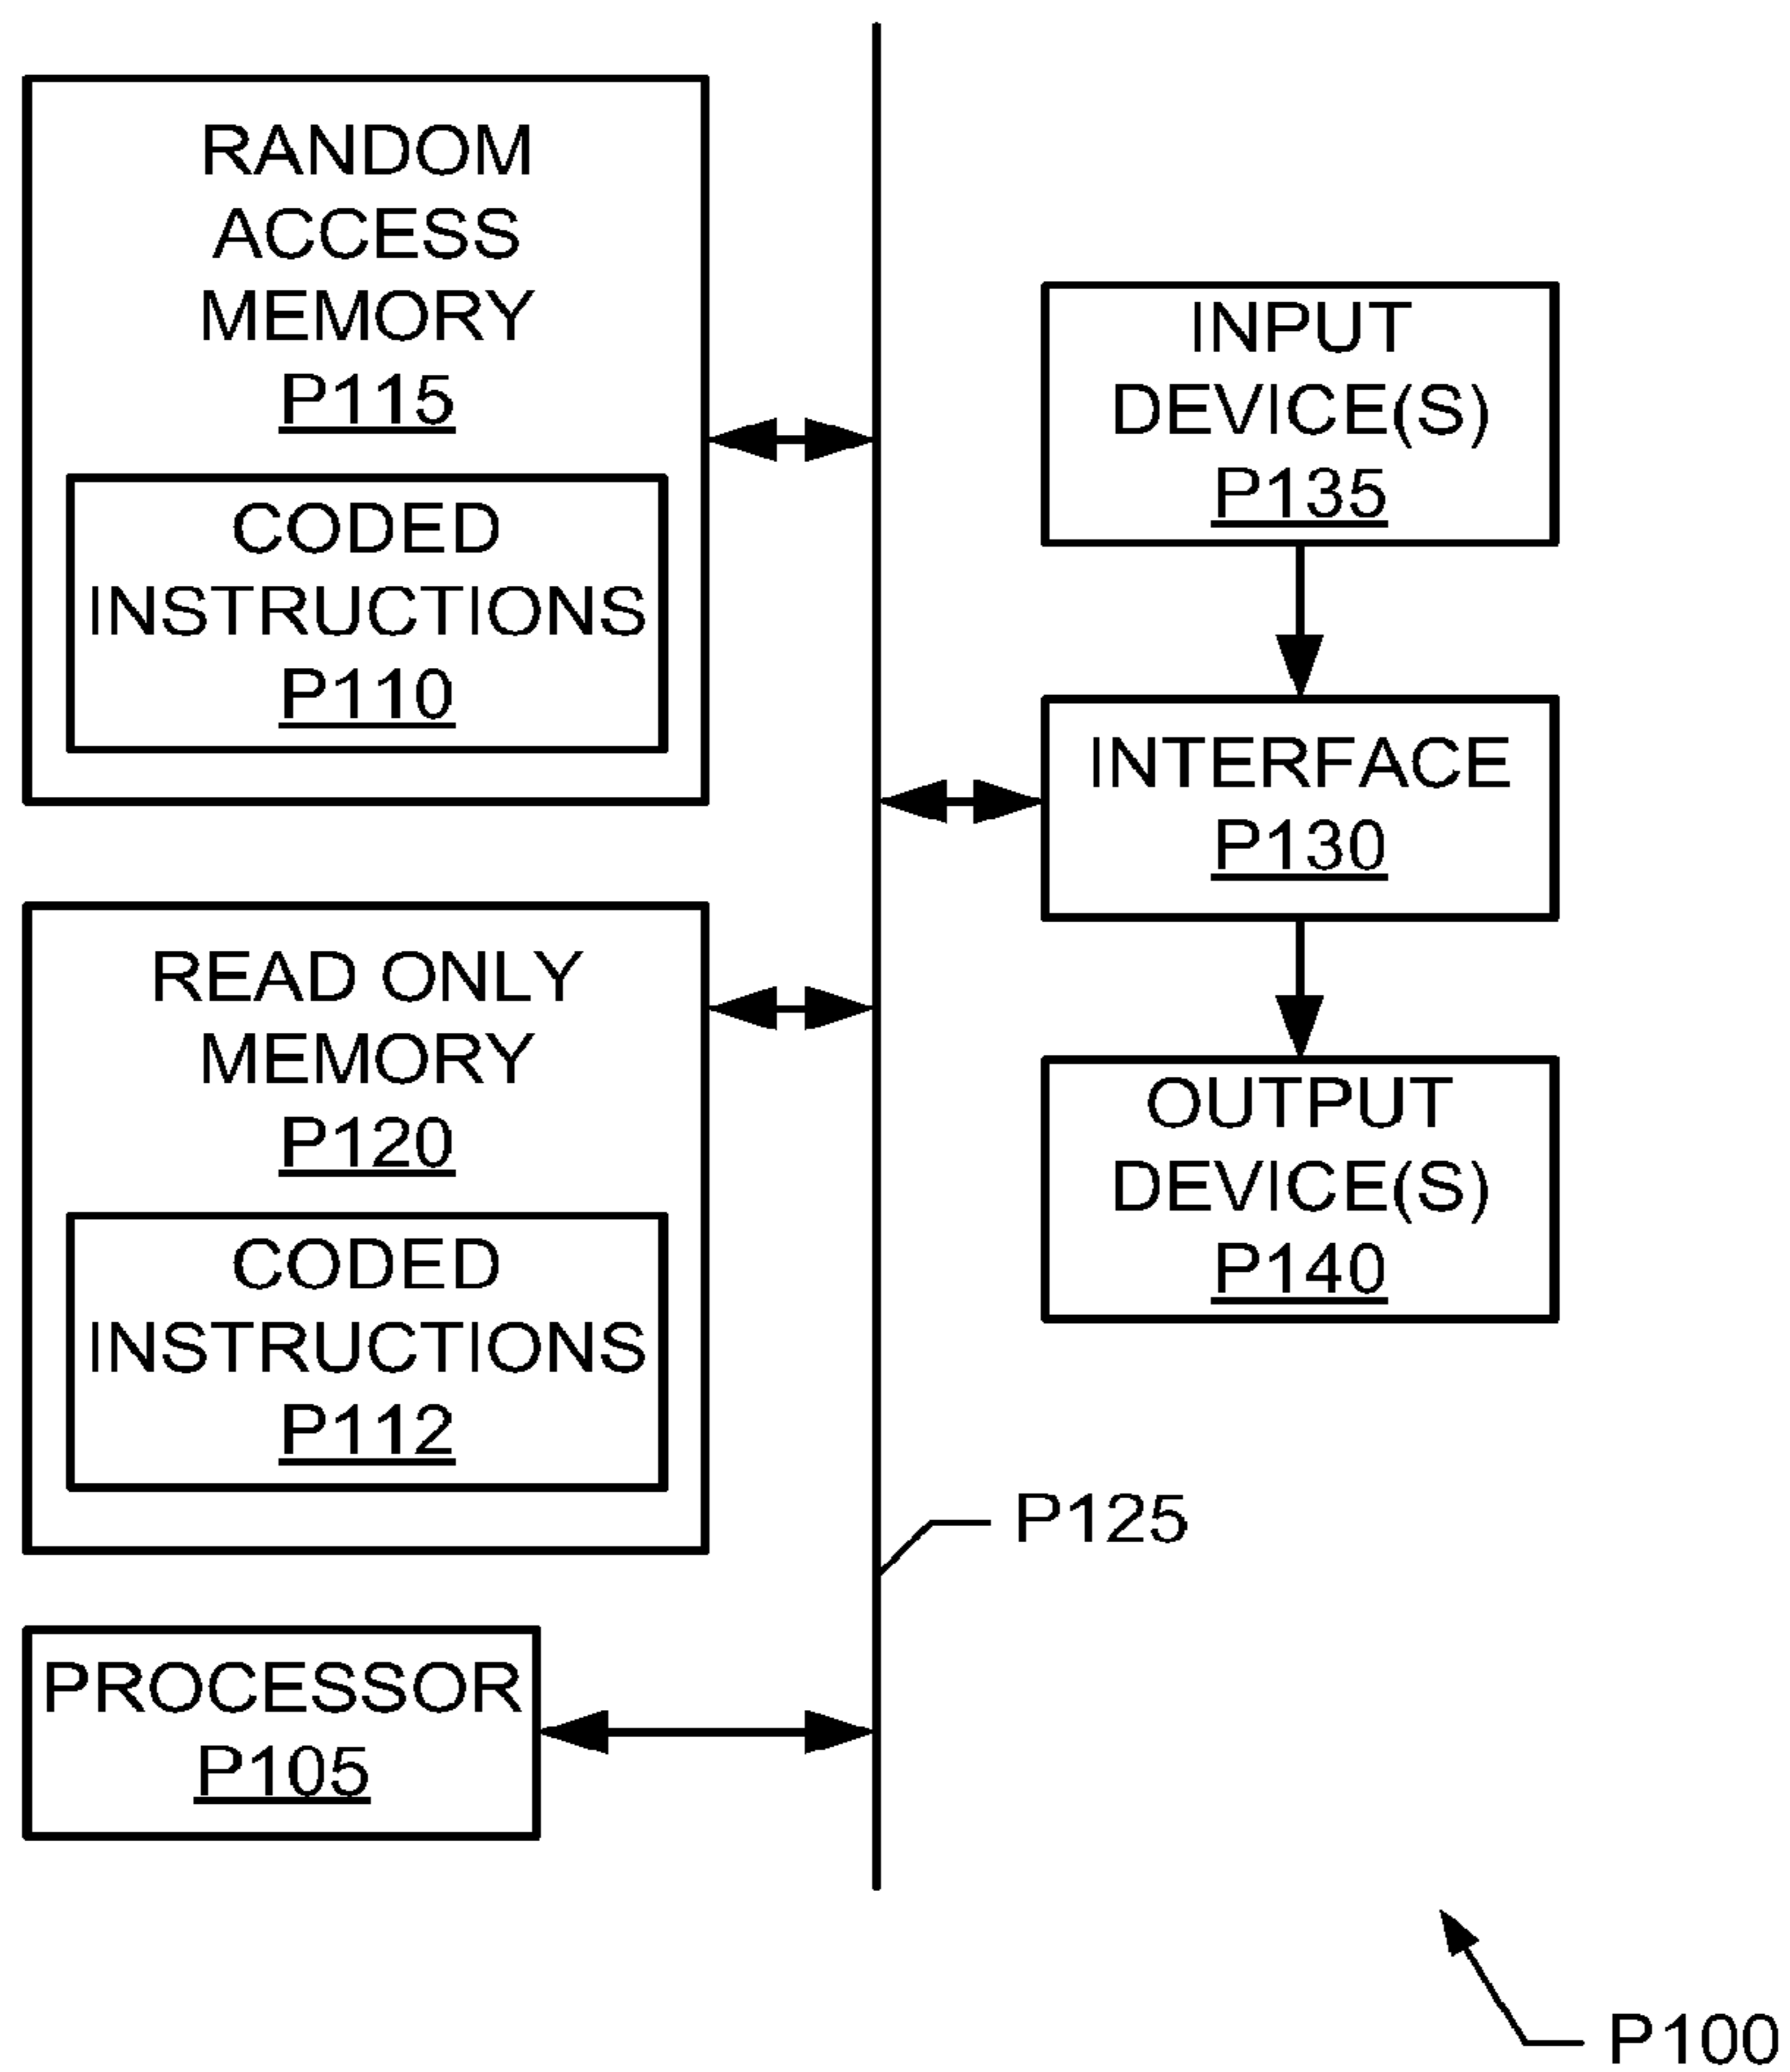 RANDOM
ACCESS
MEMORY
P115
CODED
INSTRUCTIONS
P110
READ ONLY
MEMORY
P120
CODED
INSTRUCTIONS
P112
PROCESSOR
P105
INPUT
DEVICE(S)
P135
INTERFACE
P130
OUTPUT
DEVICE(S)
P140
P125
P100